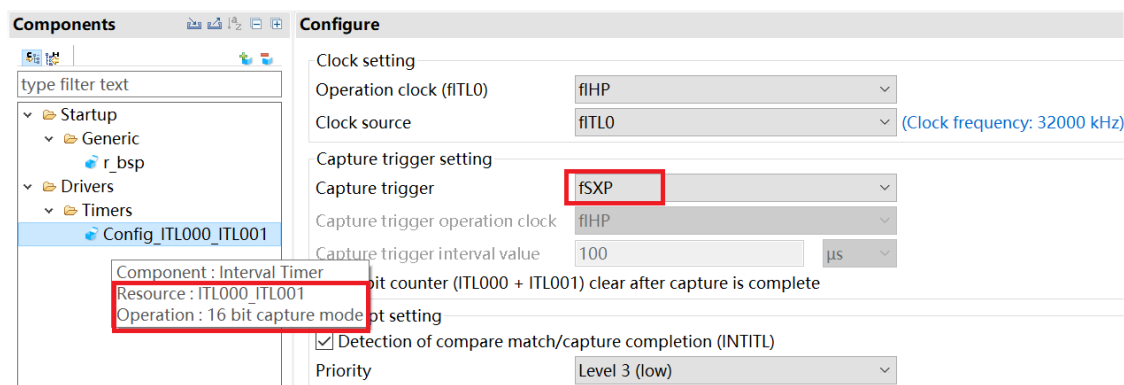 Components
type filter text
Startup
Generic
r_bsp
Drivers
Timers
Config_ITL000_ITL001
Component : Interval Timer
Resource : ITL000_ITL001
Operation : 16 bit capture mode
Configure
Clock setting
Operation clock (fITL0) fIHP
Clock source fITL0 (Clock frequency: 32000 kHz)
Capture trigger setting
Capture trigger fSXP
Capture trigger operation clock fIHP
Capture trigger interval value 100 µs
bit counter (ITL000 + ITL001) clear after capture is complete
setting
Detection of compare match/capture completion (INTITL)
Priority Level 3 (low)